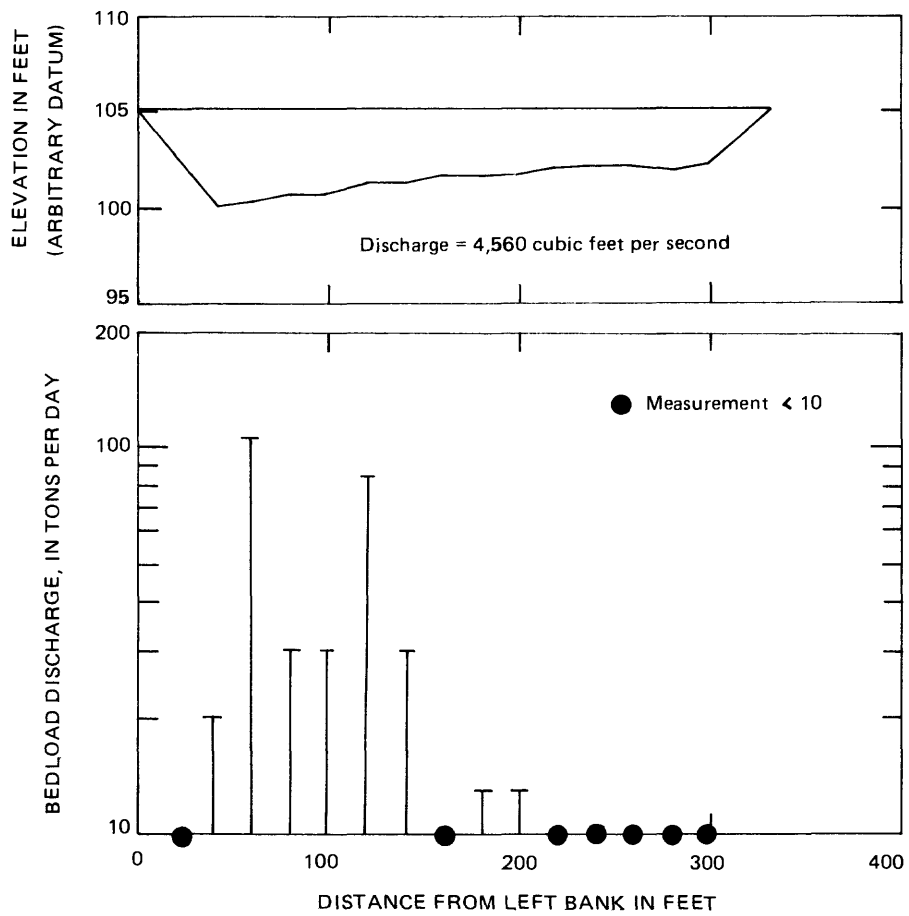 ELEVATION IN FEET
(ARBITRARY DATUM)
110
105
100
95
Discharge = 4,560 cubic feet per second
BEDLOAD DISCHARGE, IN TONS PER DAY
200
100
10
Measurement < 10
0 100 200 300 400
DISTANCE FROM LEFT BANK IN FEET